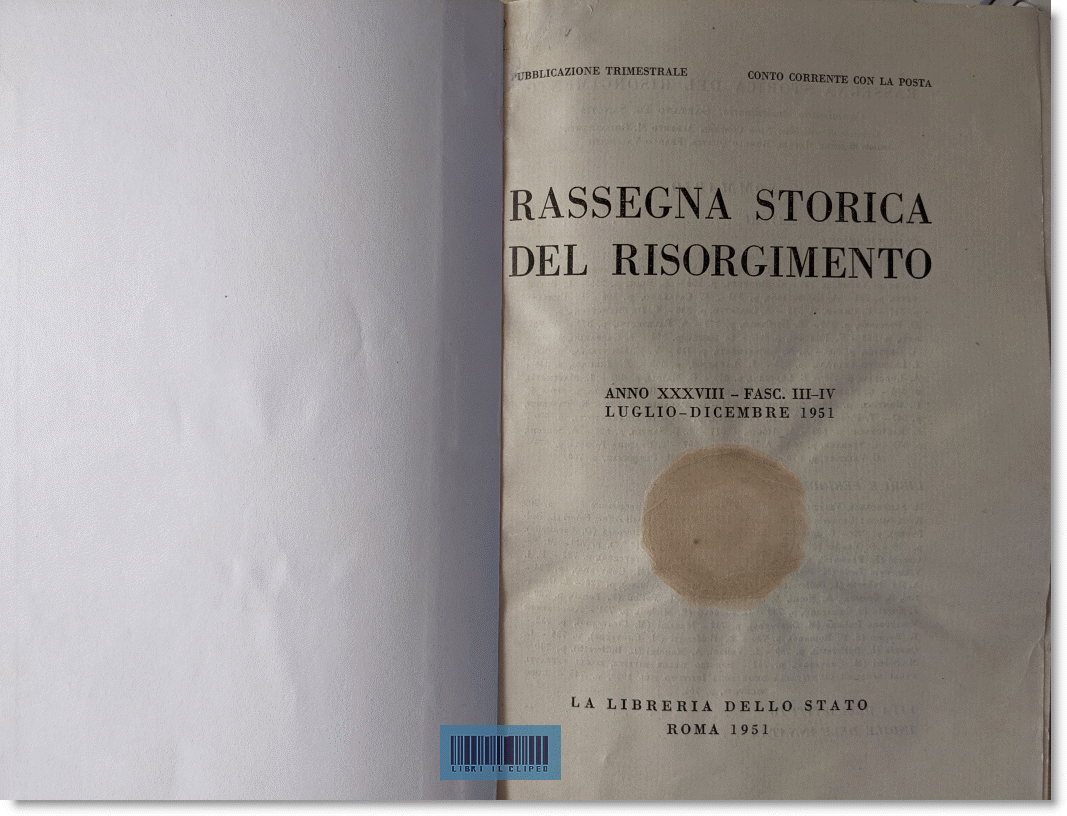 PUBBLICAZIONE TRIMESTRALE CONTO CORRENTE CON LA POSTA
RASSEGNA STORICA
DEL RISORGIMENTO
ANNO XXXVIII – FASC. III–IV
LUGLIO–DICEMBRE 1951
LA LIBRERIA DELLO STATO
ROMA 1951
LIBRI IL CLIPEO